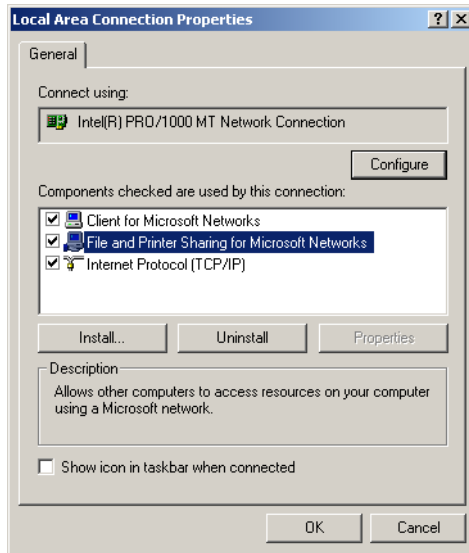 Local Area Connection Properties
General
Connect using:
Intel(R) PRO/1000 MT Network Connection
Configure
Components checked are used by this connection:
Client for Microsoft Networks
File and Printer Sharing for Microsoft Networks
Internet Protocol (TCP/IP)
Install...
Uninstall
Properties
Description
Allows other computers to access resources on your computer
using a Microsoft network.
Show icon in taskbar when connected
OK
Cancel